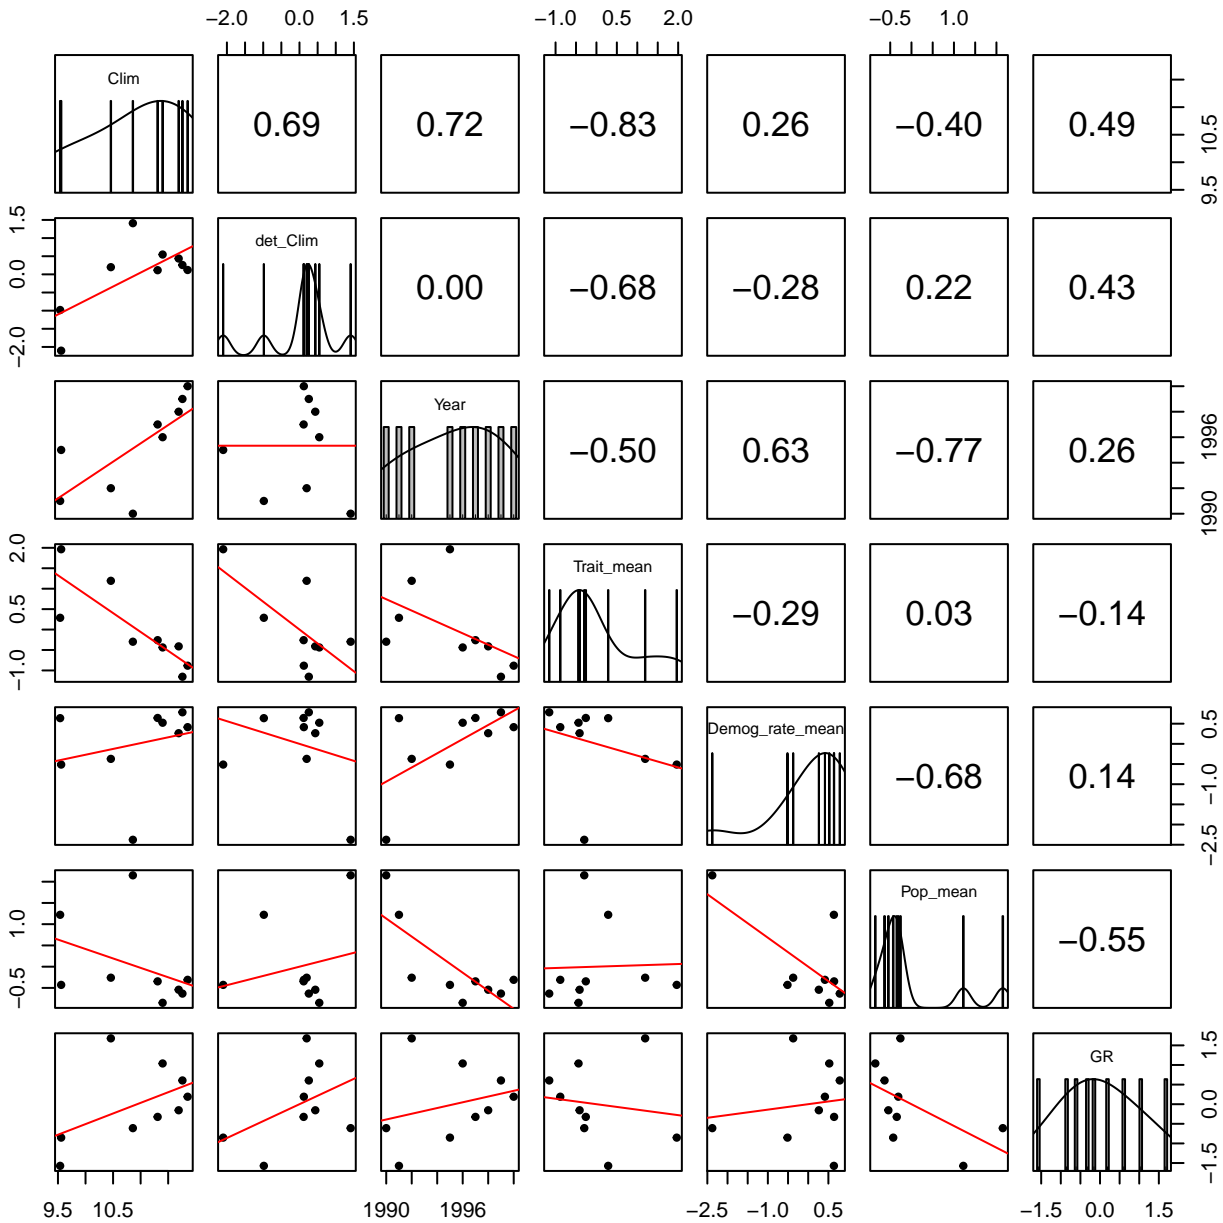 −2.0 0.0 1.5 −1.0 0.5 2.0 −0.5 1.0
Clim 0.69 0.72 −0.83 0.26 −0.40 0.49 9.5 10.5
−2.0 0.0 1.5 det_Clim 0.00 −0.68 −0.28 0.22 0.43
Year −0.50 0.63 −0.77 0.26 1990 1996
−1.0 0.5 2.0 Trait_mean −0.29 0.03 −0.14
Demog_rate_mean −0.68 0.14 −2.5 −1.0 0.5
−0.5 1.0 Pop_mean −0.55
GR −1.5 0.0 1.5
9.5 10.5 1990 1996 −2.5 −1.0 0.5 −1.5 0.0 1.5